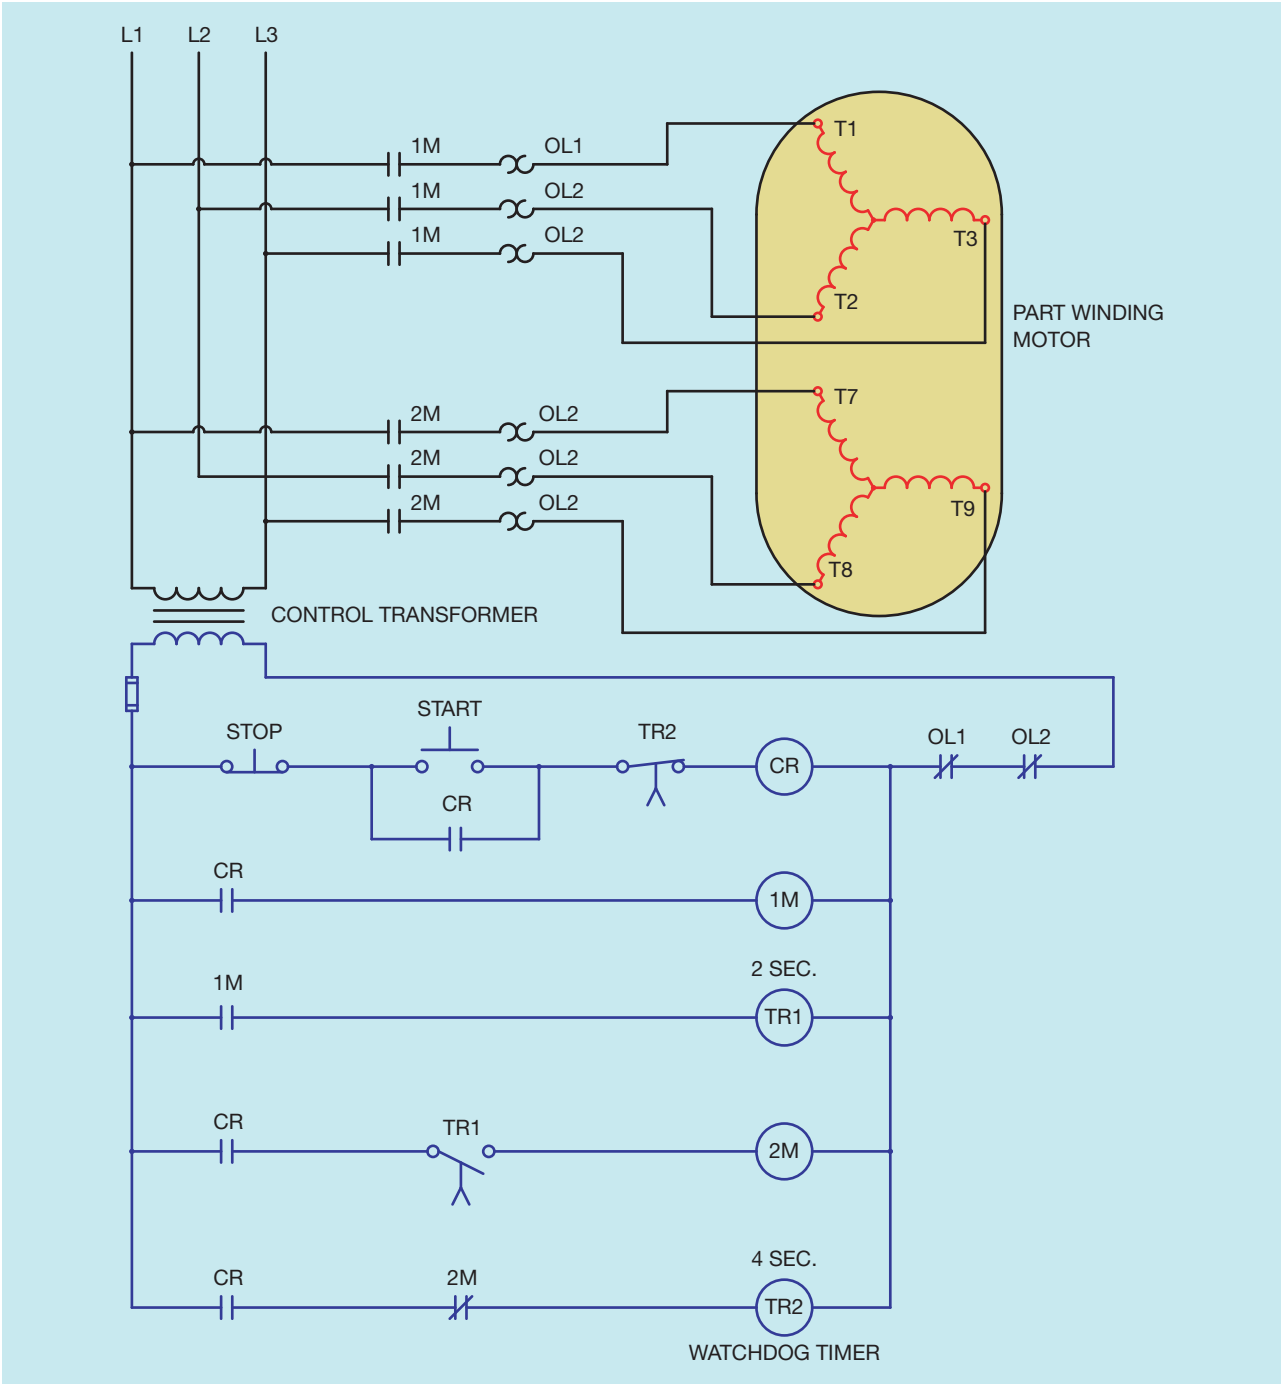 L1 L2 L3
1M OL1
1M OL2
1M OL2
T1
T3
T2
PART WINDING
MOTOR
2M OL2
2M OL2
2M OL2
T7
T9
T8
CONTROL TRANSFORMER
STOP START TR2 CR OL1 OL2
CR
CR 1M
1M 2 SEC.
TR1
CR TR1 2M
CR 2M 4 SEC.
TR2
WATCHDOG TIMER